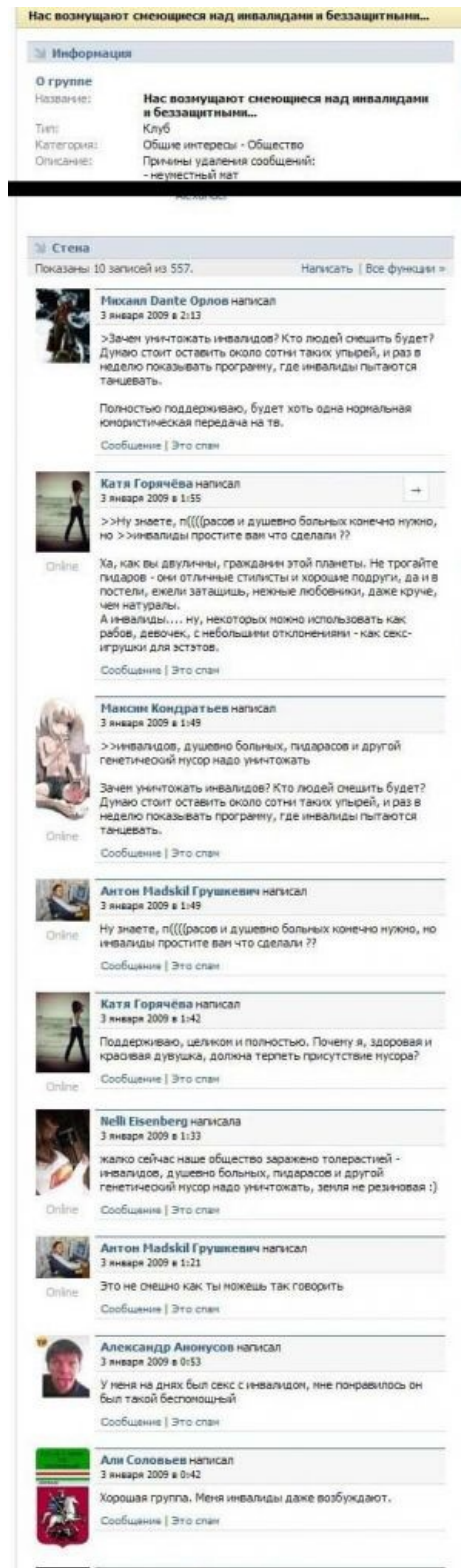 Нас возмущают смеющиеся над инвалидами и беззащитными...
Информация
О группе
Название: Нас возмущают смеющиеся над инвалидами
и беззащитными...
Тип: Клуб
Категория: Общие интересы - Общество
Описание: Причины удаления сообщений:
- неуместный мат
Alexander
Стена
Показаны 10 записей из 557. Написать | Все функции »
Михаил Dante Орлов написал
3 января 2009 в 2:13
>Зачем уничтожать инвалидов? Кто людей смешить будет?
Думаю стоит оставить около сотни таких упырей, и раз в
неделю показывать программу, где инвалиды пытаются
танцевать.
Полностью поддерживаю, будет хоть одна нормальная
юмористическая передача на тв.
Сообщение | Это спам
Катя Горячёва написал
3 января 2009 в 1:55
→
>>Ну знаете, п((((расов и душевно больных конечно нужно,
но >>инвалиды простите вам что сделали ??
Online
Ха, как вы двуличны, гражданин этой планеты. Не трогайте
пидаров - они отличные стилисты и хорошие подруги, да и в
постели, ежели затащишь, нежные любовники, даже круче,
чем натуралы.
А инвалиды.... ну, некоторых можно использовать как
рабов, девочек, с небольшими отклонениями - как секс-
игрушки для эстэтов.
Сообщение | Это спам
Максим Кондратьев написал
3 января 2009 в 1:49
>>инвалидов, душевно больных, пидарасов и другой
генетический мусор надо уничтожать
Зачем уничтожать инвалидов? Кто людей смешить будет?
Думаю стоит оставить около сотни таких упырей, и раз в
неделю показывать программу, где инвалиды пытаются
танцевать.
Online
Сообщение | Это спам
Антон Madskil Грушкевич написал
3 января 2009 в 1:49
Online
Ну знаете, п((((расов и душевно больных конечно нужно, но
инвалиды простите вам что сделали ??
Сообщение | Это спам
Катя Горячёва написал
3 января 2009 в 1:42
Поддерживаю, целиком и полностью. Почему я, здоровая и
красивая дувушка, должна терпеть присутствие мусора?
Online
Сообщение | Это спам
Nelli Eisenberg написала
3 января 2009 в 1:33
жалко сейчас наше общество заражено толерастией -
инвалидов, душевно больных, пидарасов и другой
генетический мусор надо уничтожать, земля не резиновая :)
Online
Сообщение | Это спам
Антон Madskil Грушкевич написал
3 января 2009 в 1:21
Online
Это не смешно как ты можешь так говорить
Сообщение | Это спам
Александр Анонусов написал
3 января 2009 в 0:53
У меня на днях был секс с инвалидом, мне понравилось он
был такой беспомощный
Сообщение | Это спам
Али Соловьев написал
3 января 2009 в 0:42
Хорошая группа. Меня инвалиды даже возбуждают.
Сообщение | Это спам